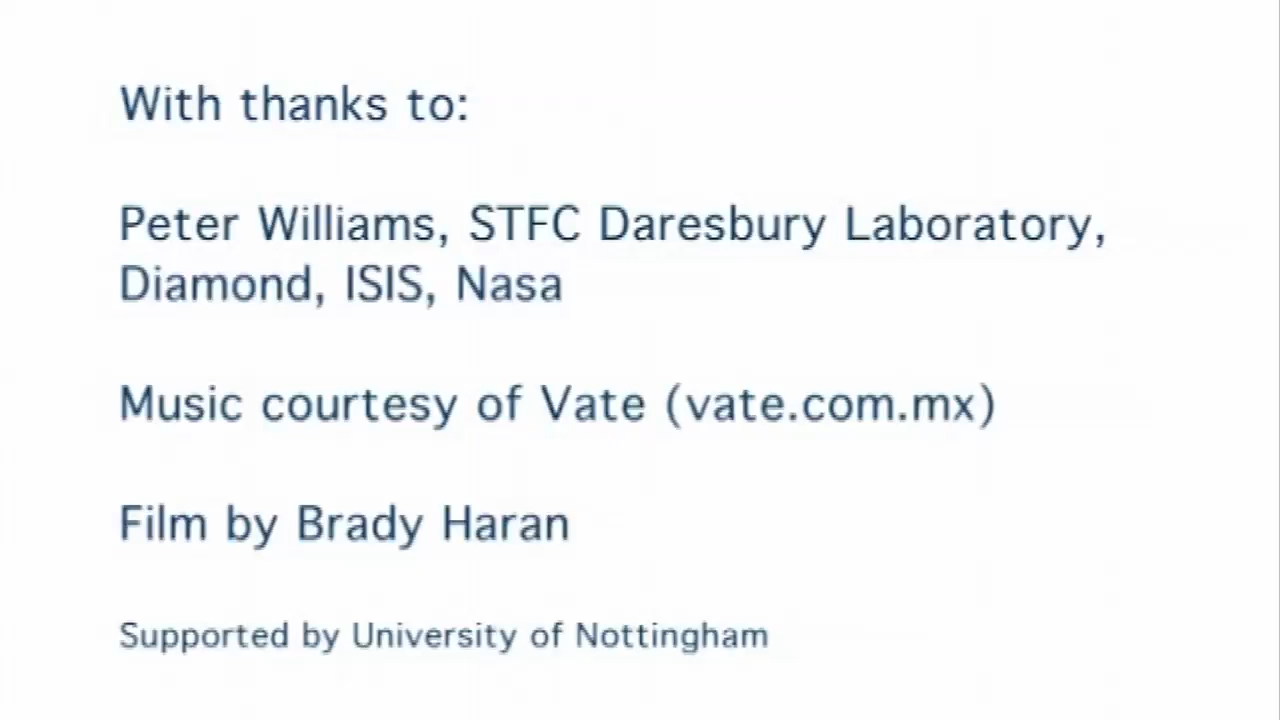 With thanks to:
Peter Williams, STFC Daresbury Laboratory,
Diamond, ISIS, Nasa
Music courtesy of Vate (vate.com.mx)
Film by Brady Haran
Supported by University of Nottingham